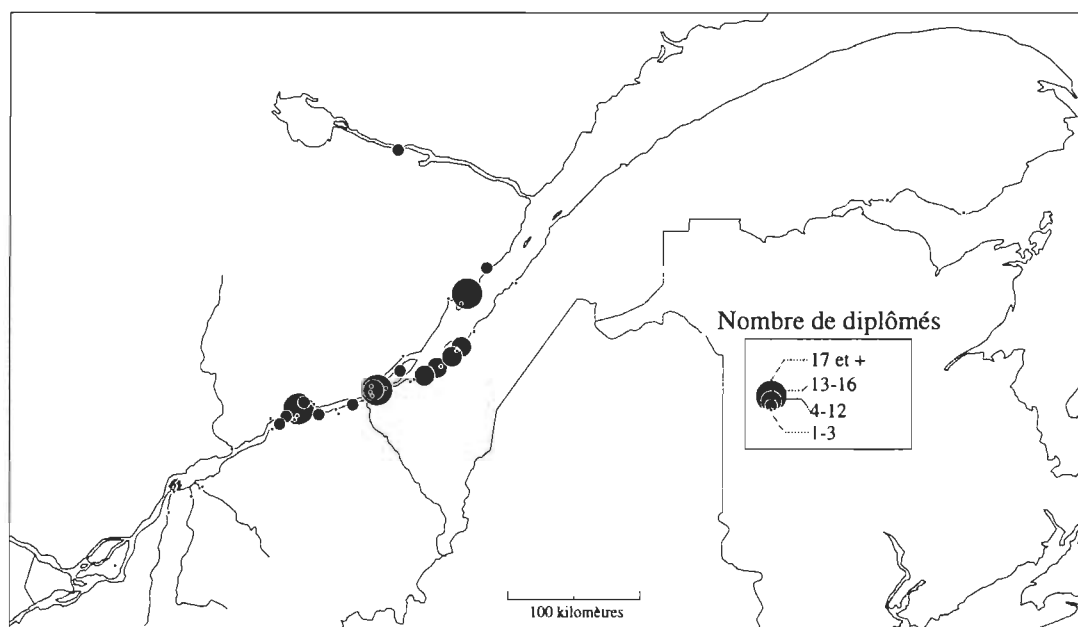 Nombre de diplômés
17 et +
13-16
4-12
1-3
100 kilomètres